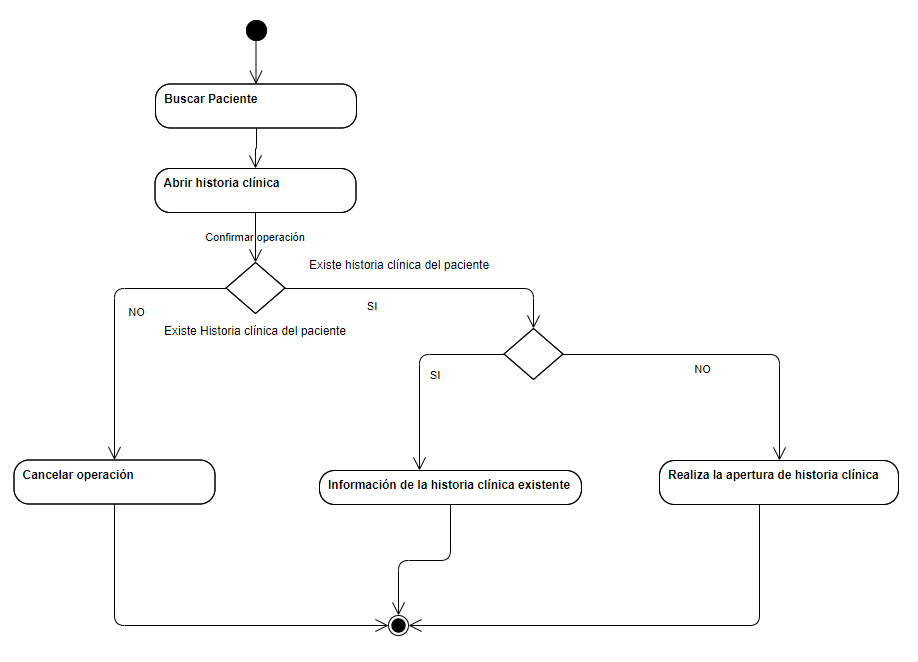 Buscar Paciente
Abrir historia clínica
Confirmar operación
Existe historia clínica del paciente
SI
NO
Existe Historia clínica del paciente
SI
NO
Cancelar operación
Información de la historia clínica existente
Realiza la apertura de historia clínica